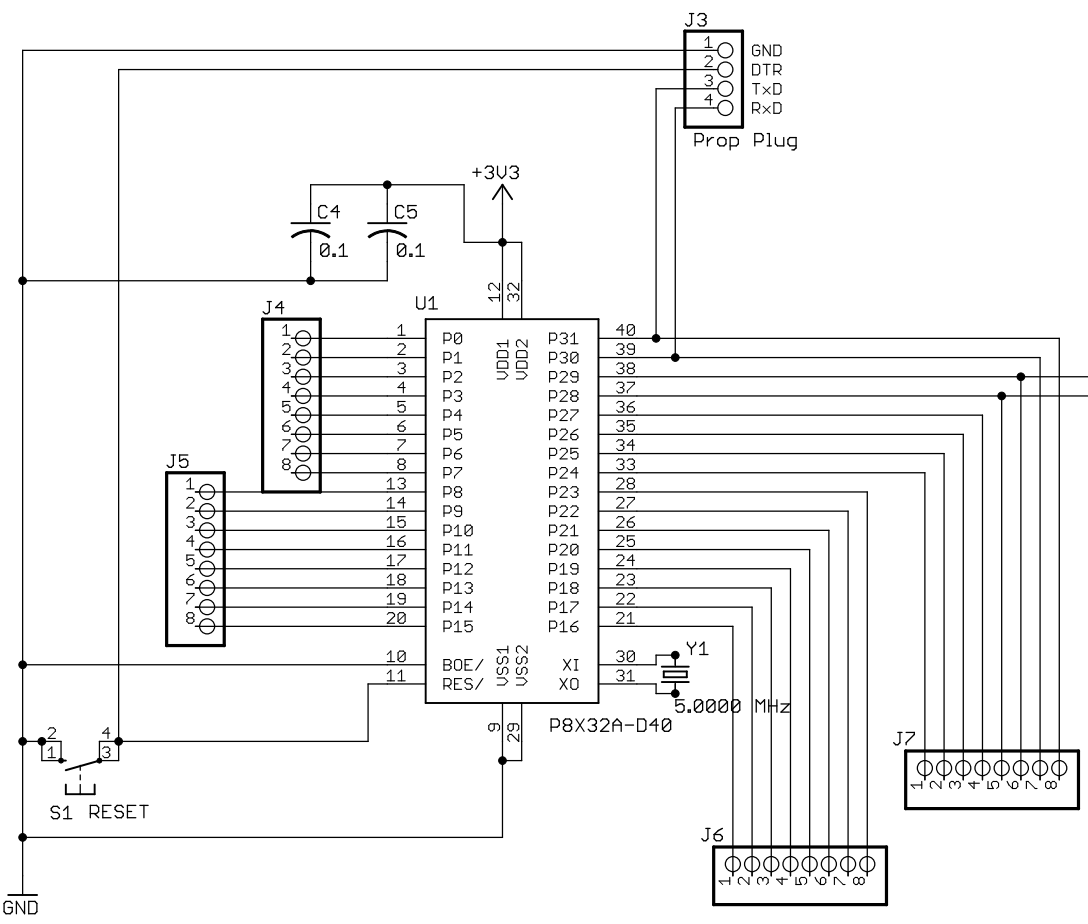 J3
1 GND
2 DTR
3 TxD
4 RxD
Prop Plug
+3V3
C4
0.1
C5
0.1
12
32
U1
J4
1
2
3
4
5
6
7
8
J5
1
2
3
4
5
6
7
8
1 P0
2 P1
3 P2
4 P3
5 P4
6 P5
7 P6
8 P7
13 P8
14 P9
15 P10
16 P11
17 P12
18 P13
19 P14
20 P15
10 BOE/
11 RES/
VDD1
VDD2
VSS1
VSS2
P31 40
P30 39
P29 38
P28 37
P27 36
P26 35
P25 34
P24 33
P23 28
P22 27
P21 26
P20 25
P19 24
P18 23
P17 22
P16 21
XI 30
XO 31
Y1
5.0000 MHz
9
29
P8X32A-D40
2
1
4
3
S1 RESET
J7
1 2 3 4 5 6 7 8
J6
1 2 3 4 5 6 7 8
GND